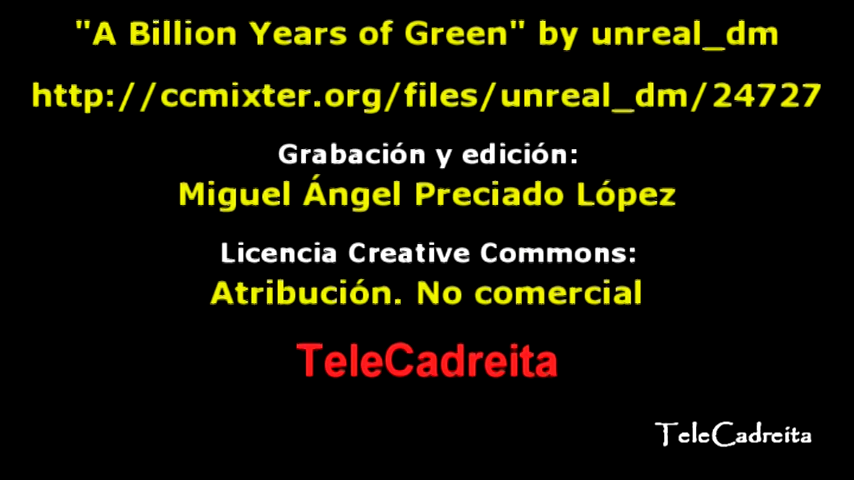 "A Billion Years of Green" by unreal_dm
http://ccmixter.org/files/unreal_dm/24727
Grabación y edición:
Miguel Ángel Preciado López
Licencia Creative Commons:
Atribución. No comercial
TeleCadreita
TeleCadreita